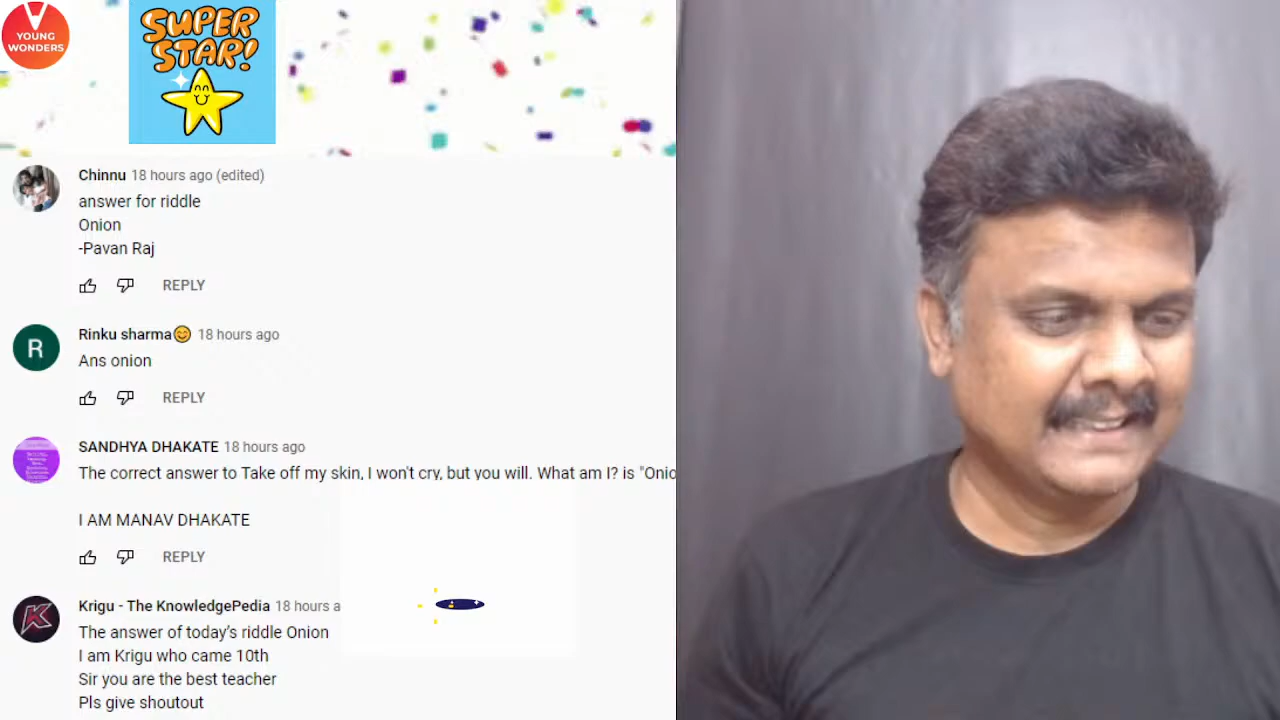 V
YOUNG
WONDERS
SUPER
STAR!
Chinnu 18 hours ago (edited)
answer for riddle
Onion
-Pavan Raj
REPLY
R
Rinku sharma😊 18 hours ago
Ans onion
REPLY
SANDHYA DHAKATE 18 hours ago
The correct answer to Take off my skin, I won't cry, but you will. What am I? is "Onio
I AM MANAV DHAKATE
REPLY
K
Krigu - The KnowledgePedia 18 hours a
The answer of today's riddle Onion
I am Krigu who came 10th
Sir you are the best teacher
Pls give shoutout